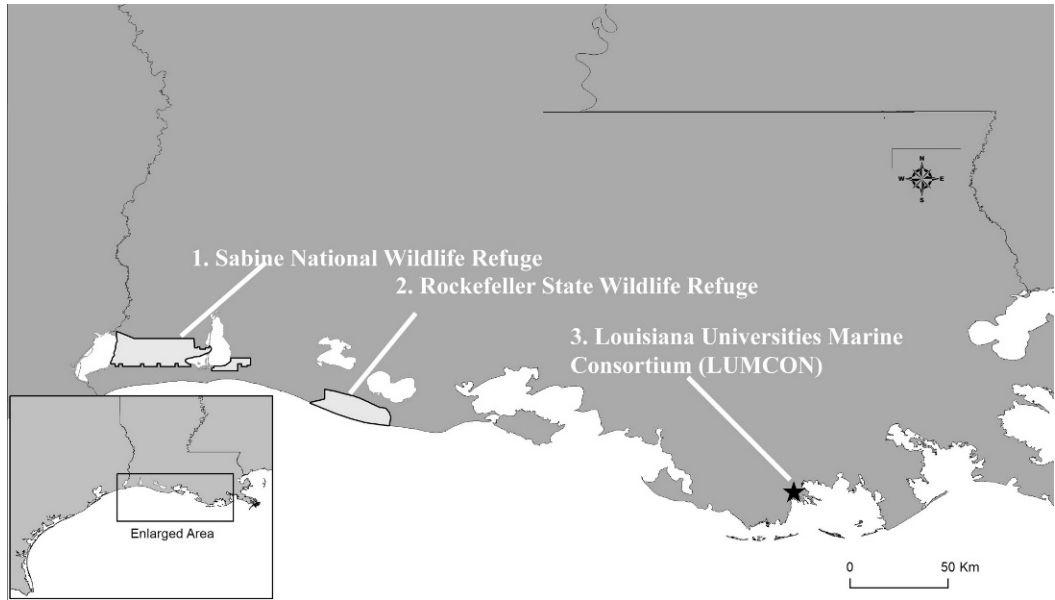 N
W E
S
1. Sabine National Wildlife Refuge
2. Rockefeller State Wildlife Refuge
3. Louisiana Universities Marine
Consortium (LUMCON)
Enlarged Area
0 50 Km